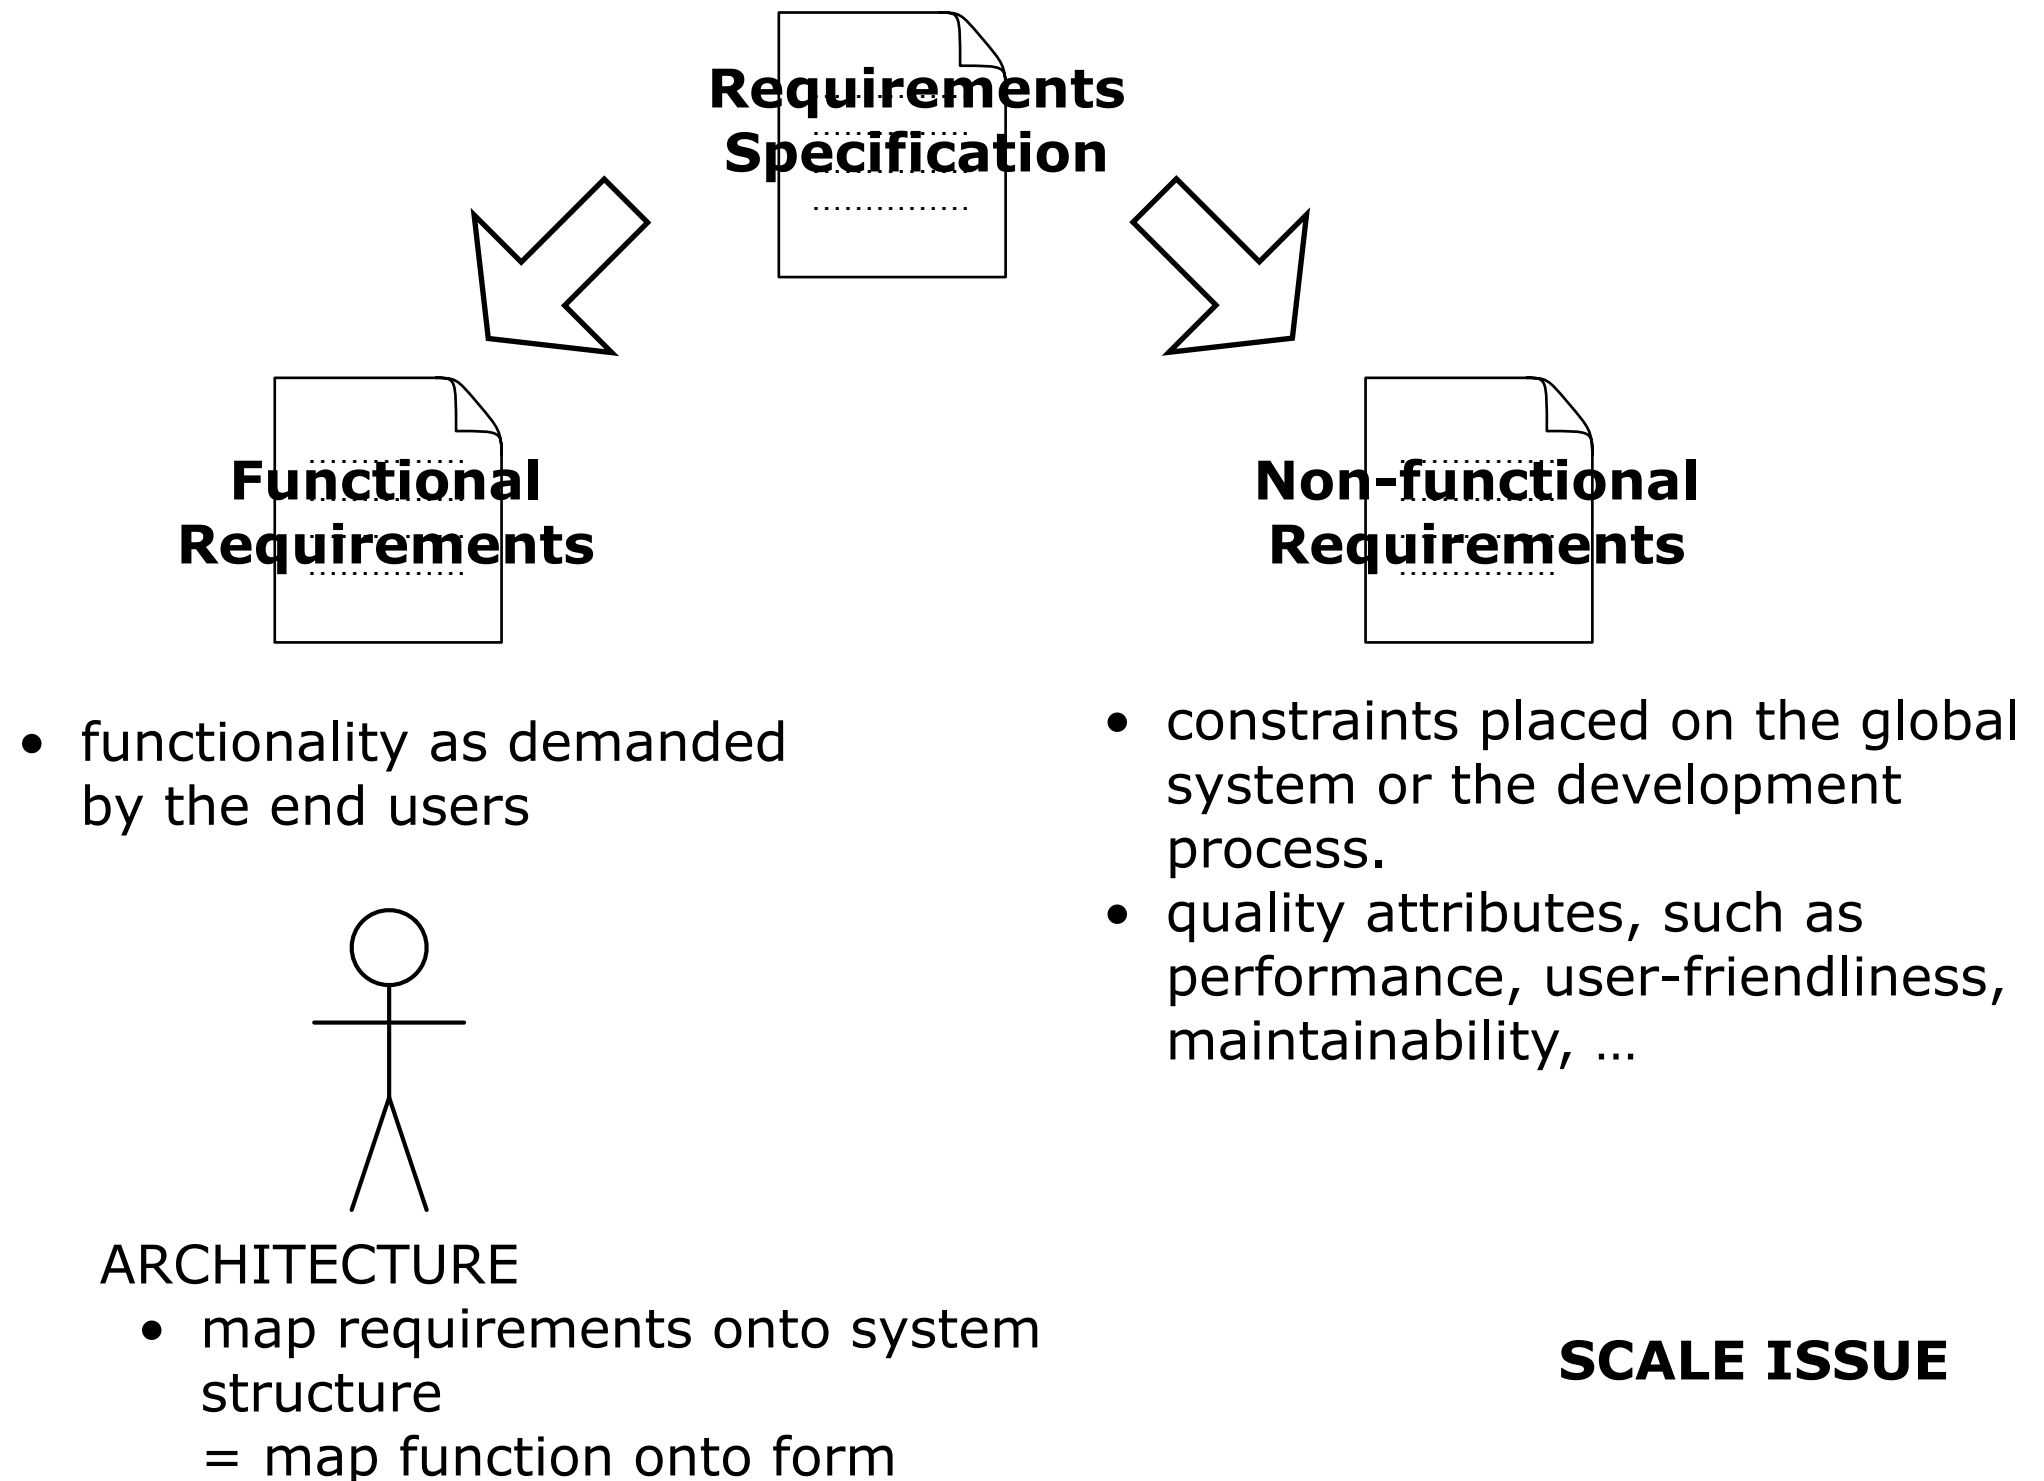 Requirements
Specification
Functional
Requirements
Non-functional
Requirements
• functionality as demanded
by the end users
• constraints placed on the global
system or the development
process.
• quality attributes, such as
performance, user-friendliness,
maintainability, …
ARCHITECTURE
• map requirements onto system
structure
= map function onto form
SCALE ISSUE